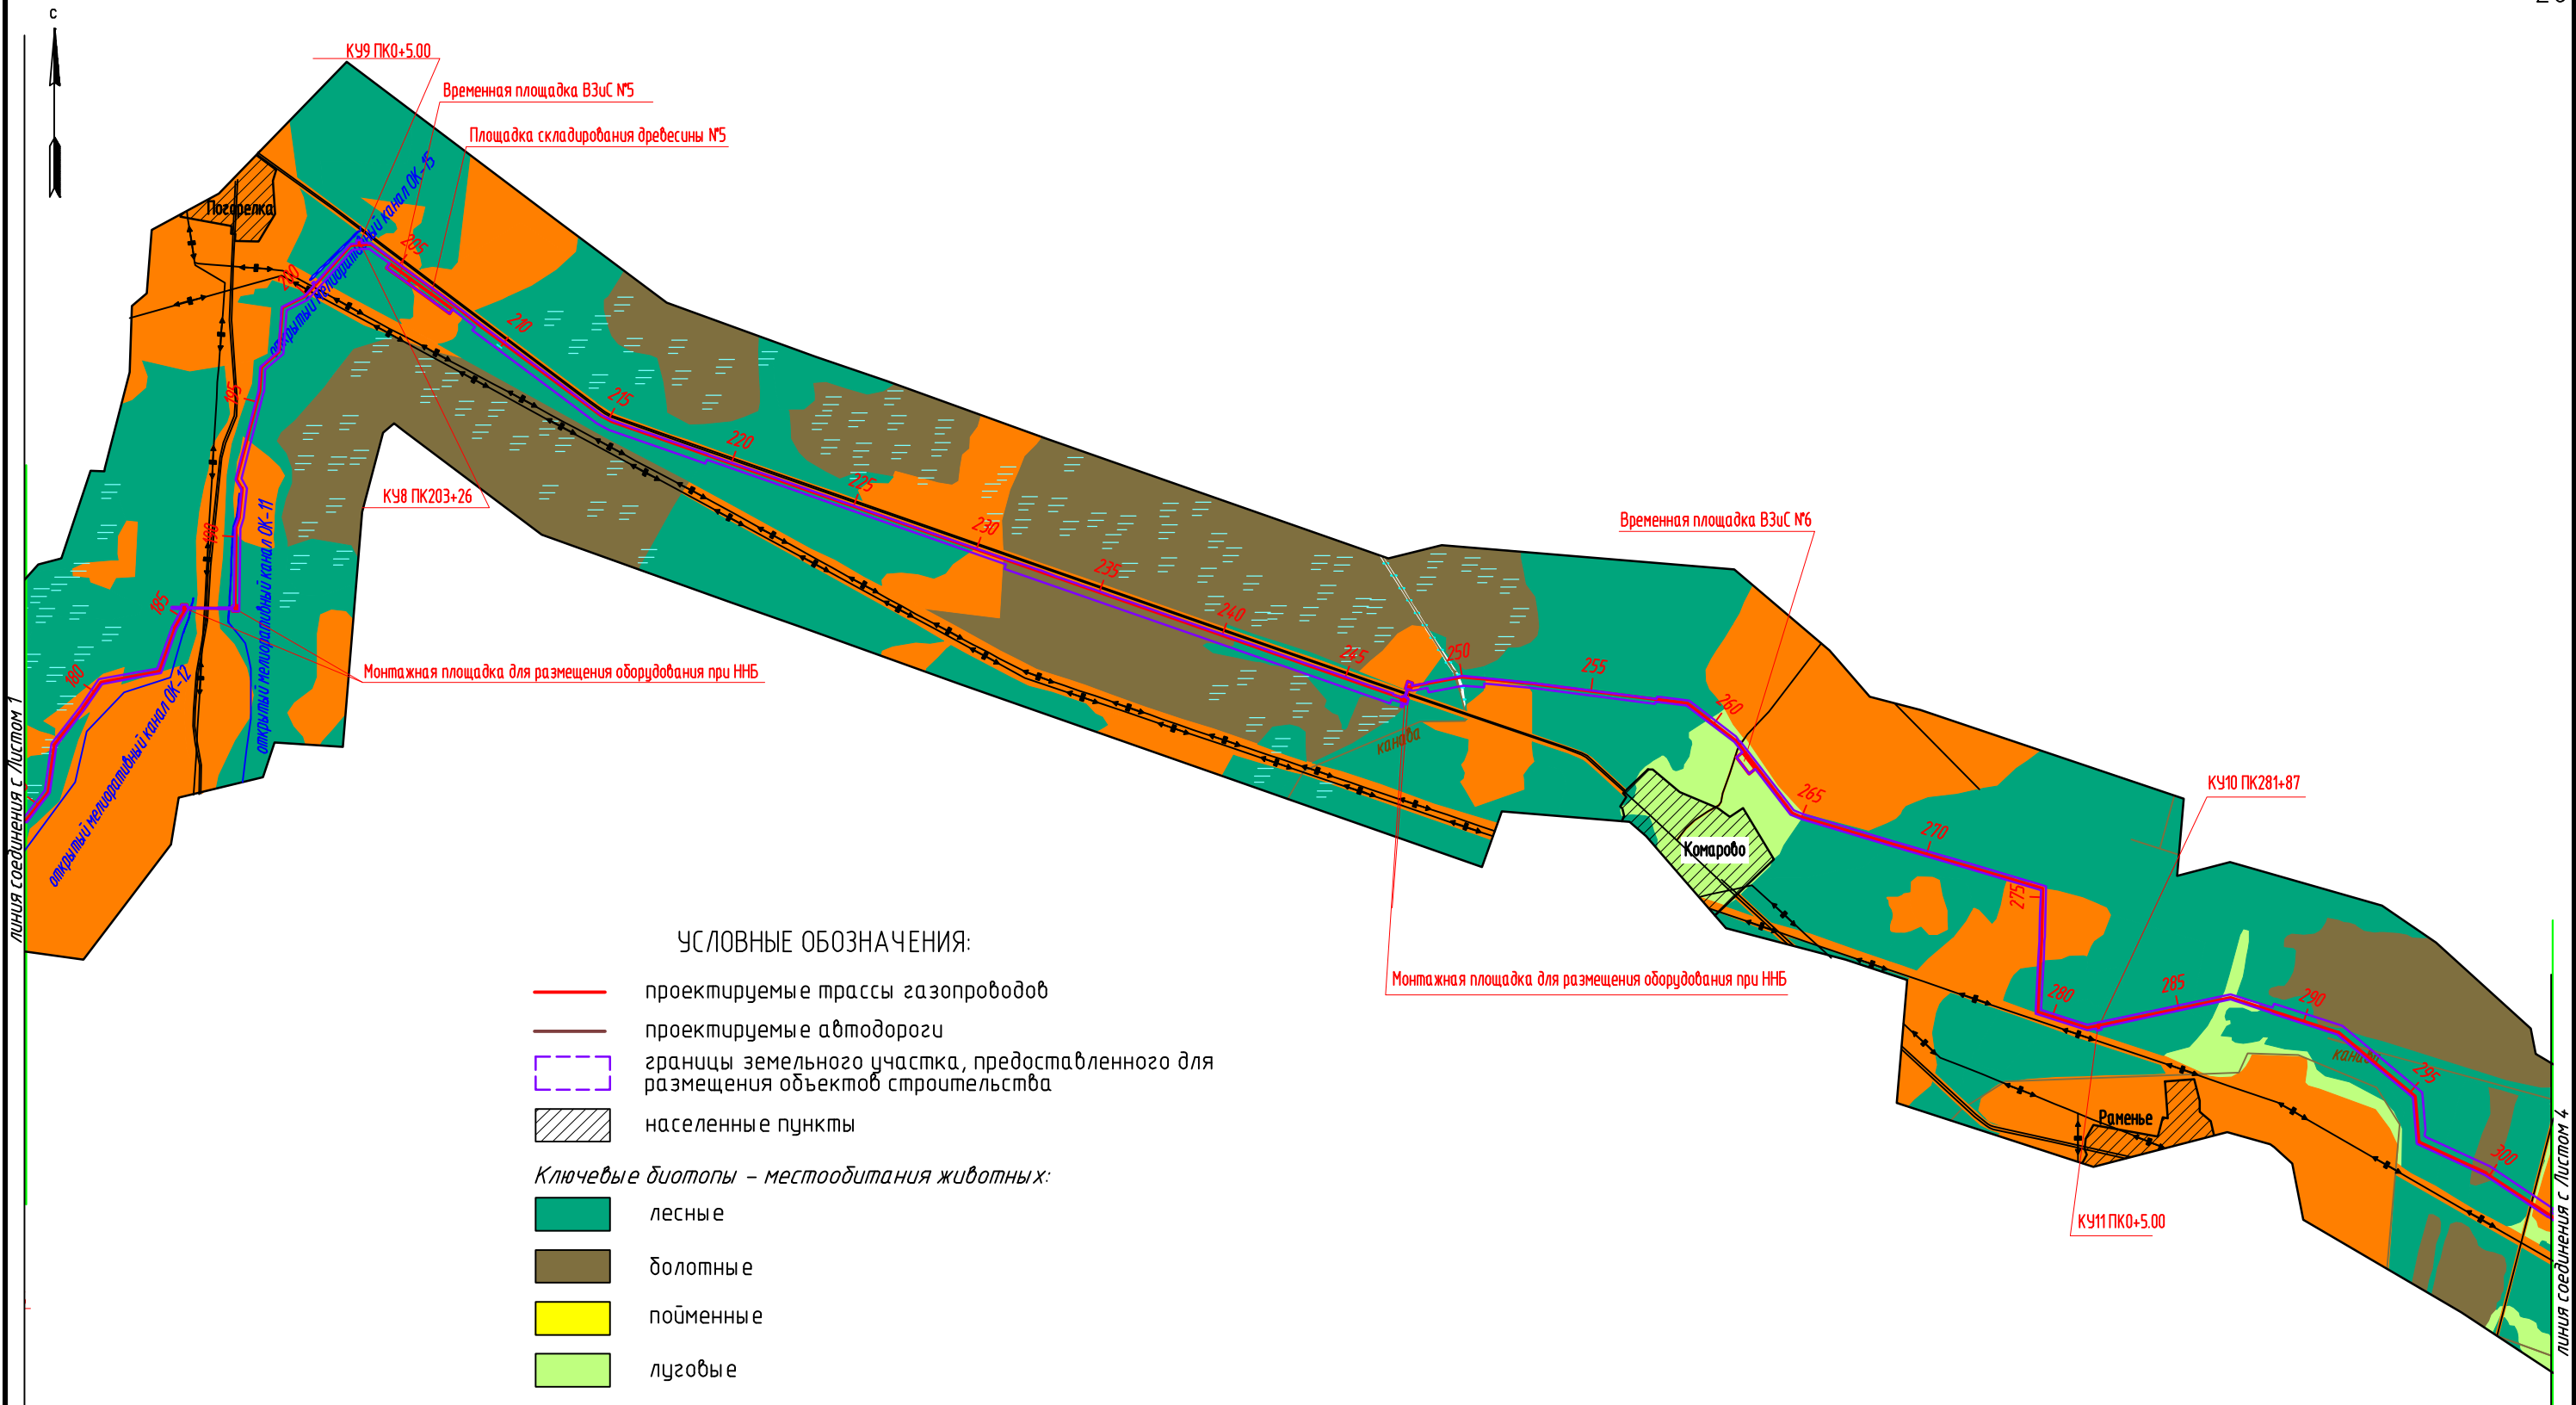 С
КУ9 ПК0+5.00
Временная площадка ВЗиС №5
Площадка складирования древесины №5
Погорелка
открытый мелиоративный канал ОК-15
200
205
210
195
215
220
КУ8 ПК203+26
225
190
230
открытый мелиоративный канал ОК-11
Временная площадка ВЗиС №6
235
185
240
Монтажная площадка для размещения оборудования при ННБ
245
250
255
180
открытый мелиоративный канал ОК-12
260
канава
265
КУ10 ПК281+87
270
Комарово
275
линия соединения с Листом 1
Монтажная площадка для размещения оборудования при ННБ
280
285
290
канава
295
Раменье
300
КУ11 ПК0+5.00
линия соединения с Листом 4
УСЛОВНЫЕ ОБОЗНАЧЕНИЯ:
проектируемые трассы газопроводов
проектируемые автодороги
границы земельного участка, предоставленного для
размещения объектов строительства
населенные пункты
Ключевые биотопы - местообитания животных:
лесные
болотные
пойменные
луговые